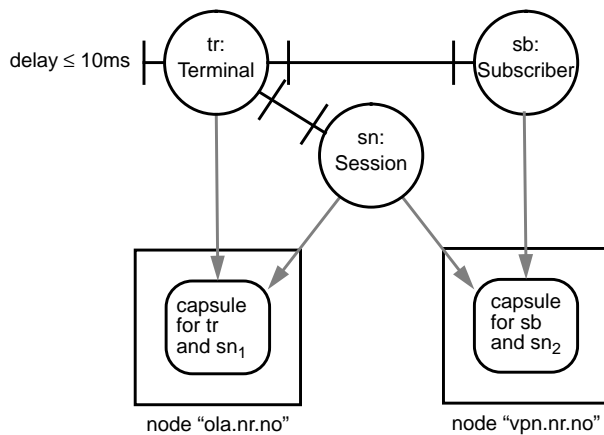 delay ≤ 10ms
tr:
Terminal
sb:
Subscriber
sn:
Session
capsule
for tr
and sn₁
capsule
for sb
and sn₂
node “ola.nr.no”
node “vpn.nr.no”